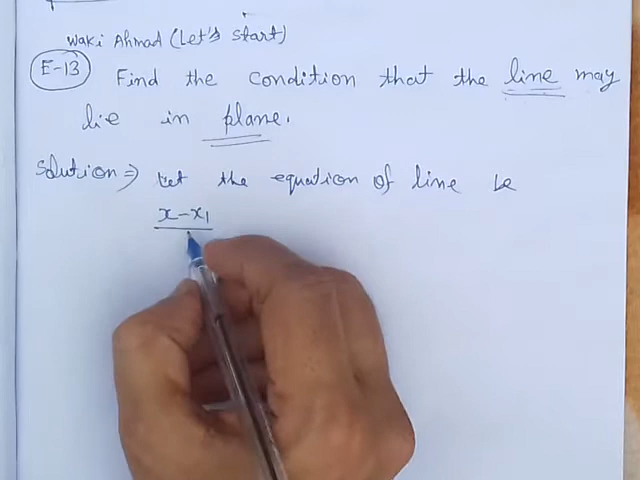 Waki Ahmad (Let's start)
E-13 Find the condition that the line may
lie in plane.
Solution⇒ Let the equation of line be
x-x₁